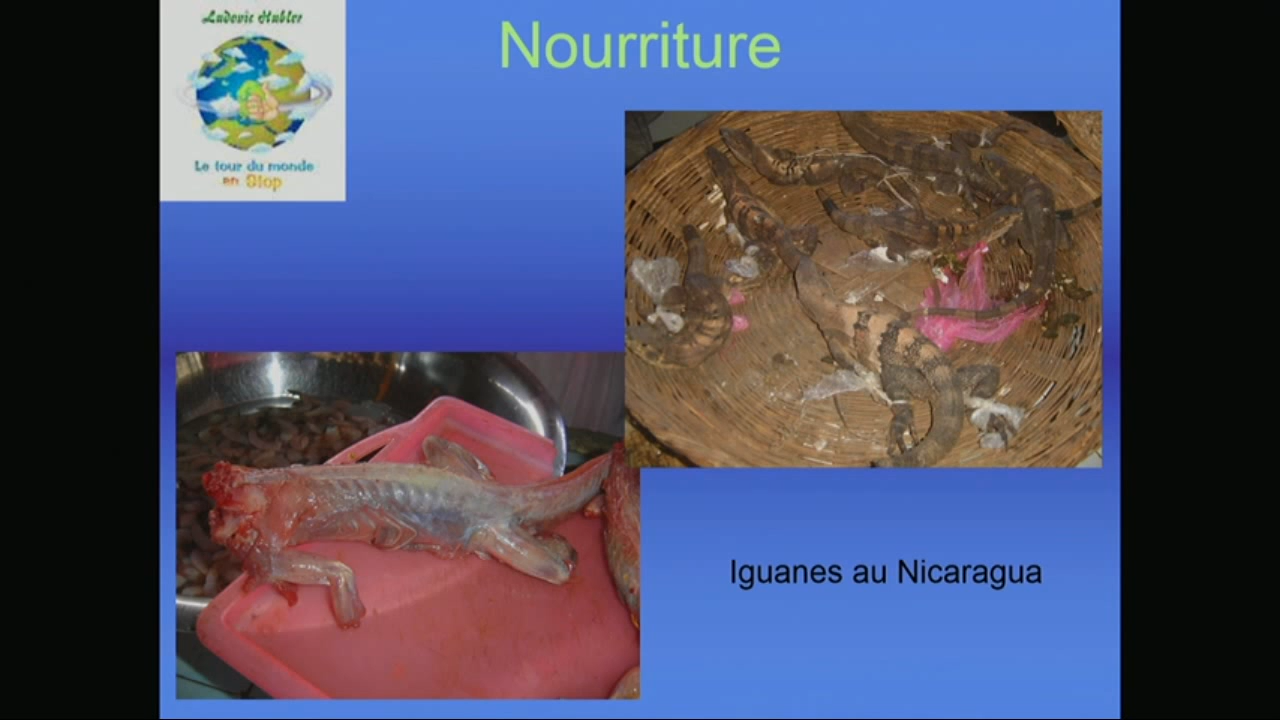 Ludovic Hubler
Nourriture
Le tour du monde
en Stop
Iguanes au Nicaragua